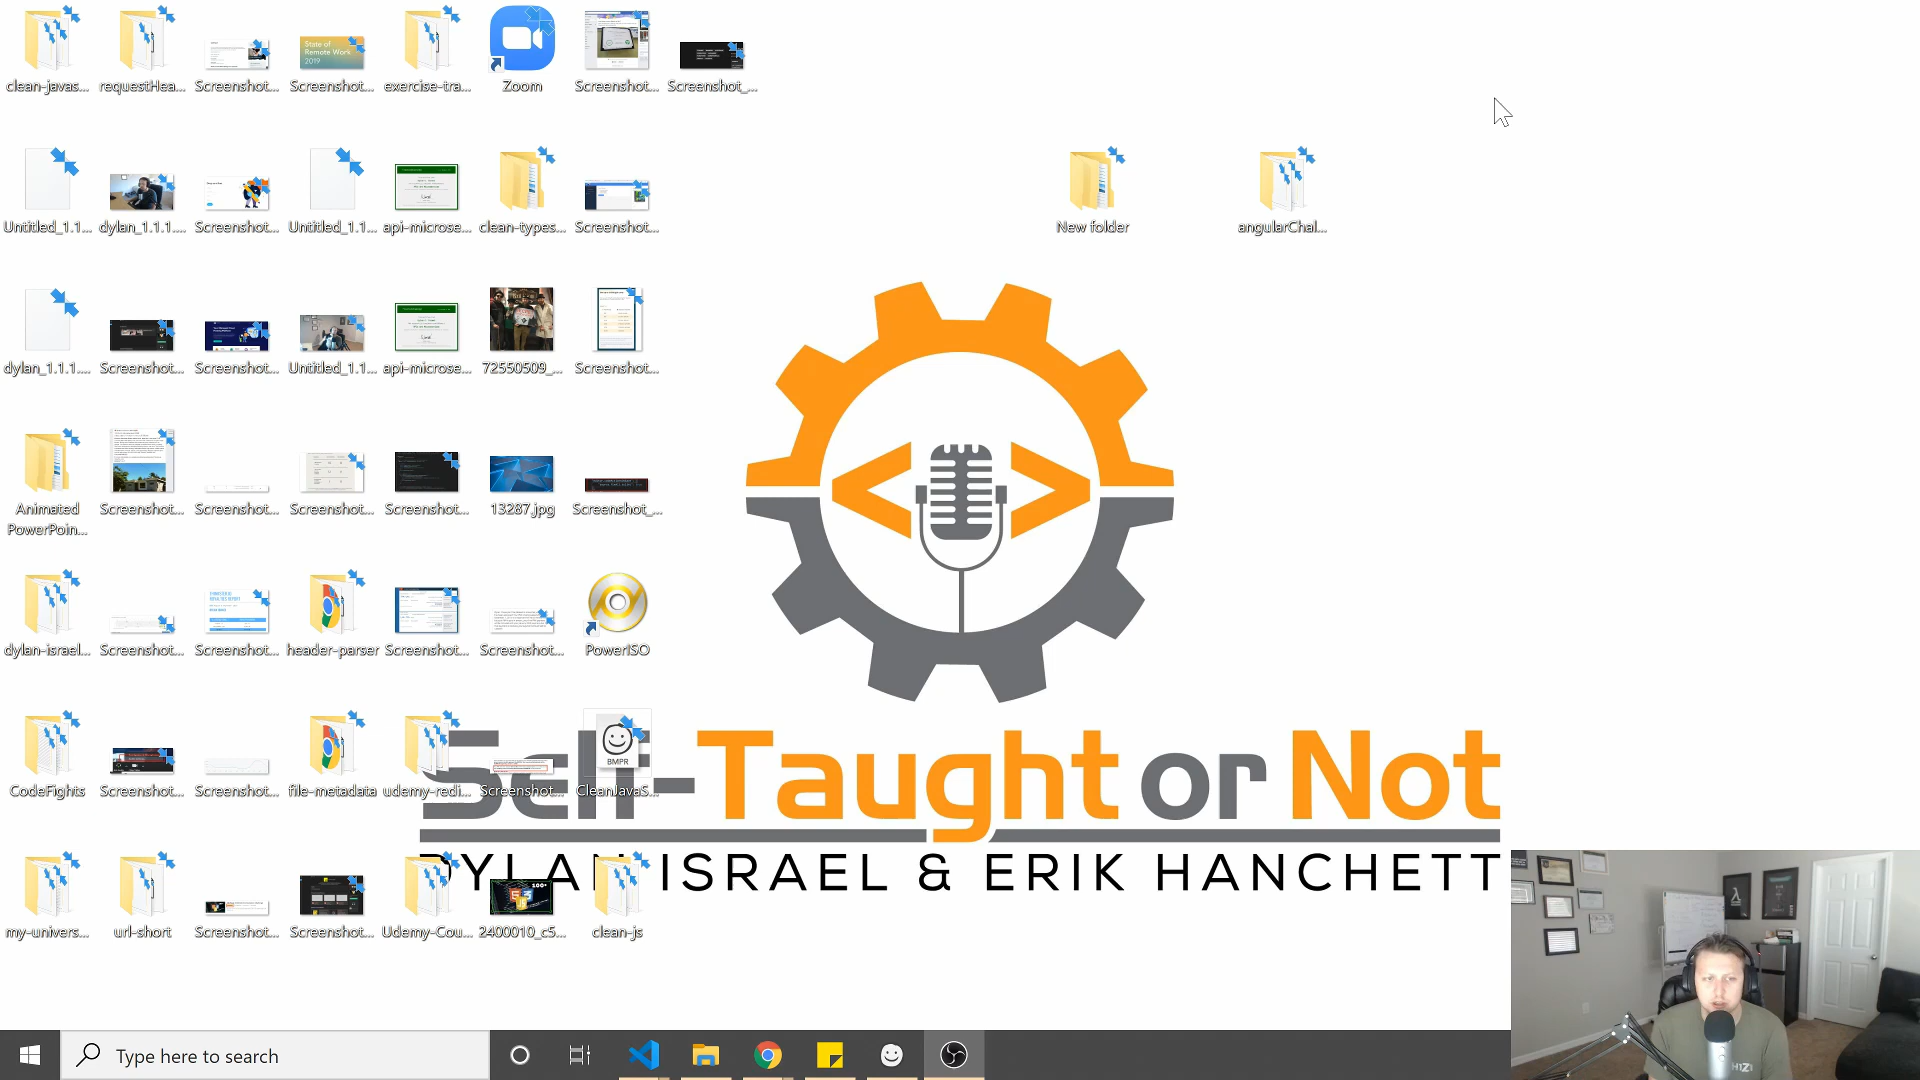 clean-javas...
requestHea...
Screenshot...
State of
Remote Work
2019
Screenshot...
exercise-tra...
Zoom
Screenshot...
Screenshot_...
Untitled_1.1...
dylan_1.1.1....
Screenshot...
Untitled_1.1...
api-microse...
clean-types...
Screenshot...
New folder
angularChal...
dylan_1.1.1....
Screenshot...
Screenshot...
Untitled_1.1...
api-microse...
72550509_...
Screenshot...
Animated
PowerPoin...
Screenshot...
Screenshot...
Screenshot...
Screenshot...
13287.jpg
Screenshot_...
dylan-israel...
Screenshot...
Screenshot...
header-parser
Screenshot...
Screenshot...
PowerISO
CodeFights
Screenshot...
Screenshot...
file-metadata
udemy-redi...
Screenshot...
BMPR
CleanJavaS...
Self-Taught or Not
DYLAN ISRAEL & ERIK HANCHETT
my-univers...
url-short
Screenshot...
Screenshot...
Udemy-Cou...
100+
2400010_c5...
clean-js
Type here to search